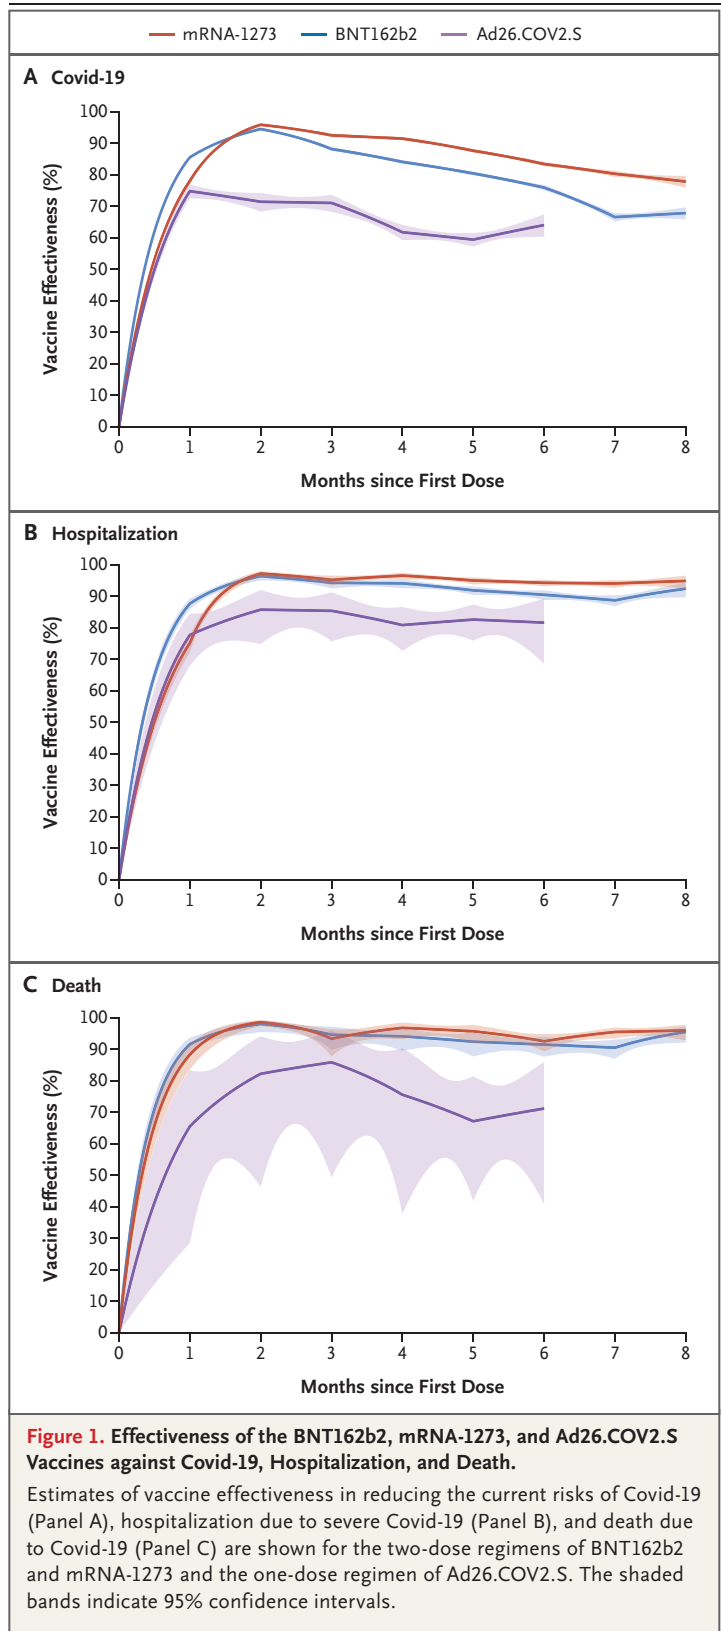 mRNA-1273 BNT162b2 Ad26.COV2.S
A Covid-19
Vaccine Effectiveness (%)
100
90
80
70
60
50
40
30
20
10
0
0 1 2 3 4 5 6 7 8
Months since First Dose
B Hospitalization
Vaccine Effectiveness (%)
100
90
80
70
60
50
40
30
20
10
0
0 1 2 3 4 5 6 7 8
Months since First Dose
C Death
Vaccine Effectiveness (%)
100
90
80
70
60
50
40
30
20
10
0
0 1 2 3 4 5 6 7 8
Months since First Dose
Figure 1. Effectiveness of the BNT162b2, mRNA-1273, and Ad26.COV2.S
Vaccines against Covid-19, Hospitalization, and Death.
Estimates of vaccine effectiveness in reducing the current risks of Covid-19
(Panel A), hospitalization due to severe Covid-19 (Panel B), and death due
to Covid-19 (Panel C) are shown for the two-dose regimens of BNT162b2
and mRNA-1273 and the one-dose regimen of Ad26.COV2.S. The shaded
bands indicate 95% confidence intervals.